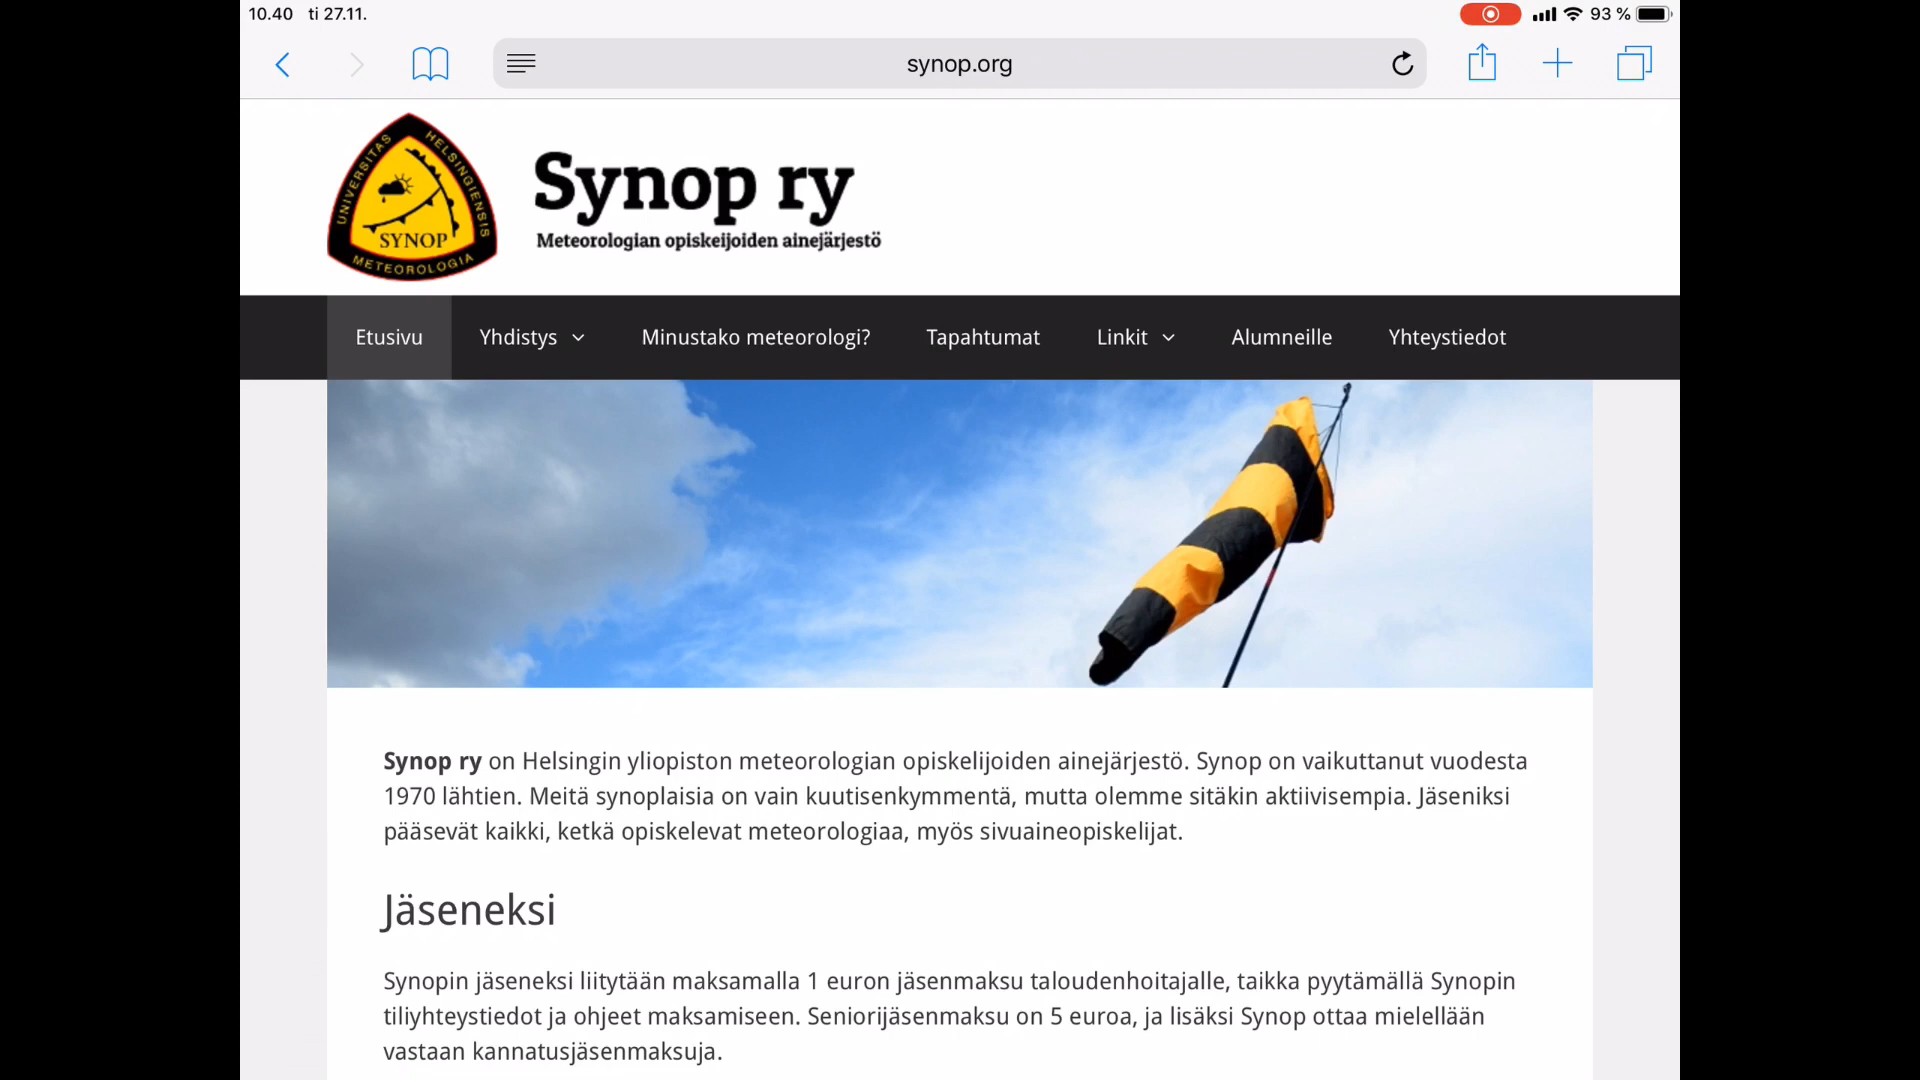 10.40 ti 27.11. 93 %
synop.org
UNIVERSITAS HELSINGIENSIS
SYNOP
METEOROLOGIA
Synop ry
Meteorologian opiskeijoiden ainejärjestö
Etusivu Yhdistys Minustako meteorologi? Tapahtumat Linkit Alumneille Yhteystiedot
Synop ry on Helsingin yliopiston meteorologian opiskelijoiden ainejärjestö. Synop on vaikuttanut vuodesta
1970 lähtien. Meitä synoplaisia on vain kuutisenkymmentä, mutta olemme sitäkin aktiivisempia. Jäseniksi
pääsevät kaikki, ketkä opiskelevat meteorologiaa, myös sivuaineopiskelijat.
Jäseneksi
Synopin jäseneksi liitytään maksamalla 1 euron jäsenmaksu taloudenhoitajalle, taikka pyytämällä Synopin
tiliyhteystiedot ja ohjeet maksamiseen. Seniorijäsenmaksu on 5 euroa, ja lisäksi Synop ottaa mielellään
vastaan kannatusjäsenmaksuja.